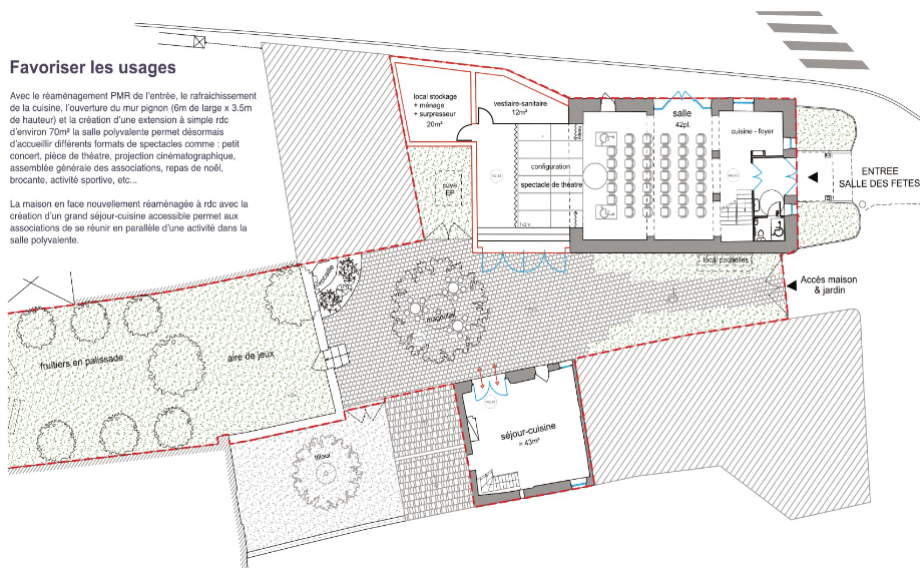 Favoriser les usages
Avec le réaménagement PMR de l'entrée, le rafraichissement
de la cuisine, l'ouverture du mur pignon (6m de large x 3.5m
de hauteur) et la création d'une extension à simple rdc
d'environ 70m² la salle polyvalente permet désormais
d'accueillir différents formats de spectacles comme : petit
concert, pièce de théatre, projection cinématographique,
assemblée générale des associations, repas de noël,
brocante, activité sportive, etc...
La maison en face nouvellement réaménagée à rdc avec la
création d'un grand séjour-cuisine accessible permet aux
associations de se réunir en parallèle d'une activité dans la
salle polyvalente.
local stockage
+ ménage
+ surpresseur
20m²
vestiaire-sanitaire
12m²
salle
42pl.
cuisine - foyer
configuration
spectacle de théatre
ENTREE
SALLE DES FETES
cuve
EP
local poubelles
Accès maison
& jardin
magnolia
aire de jeux
fruitiers en palissade
séjour-cuisine
≈ 43m²
tilleul